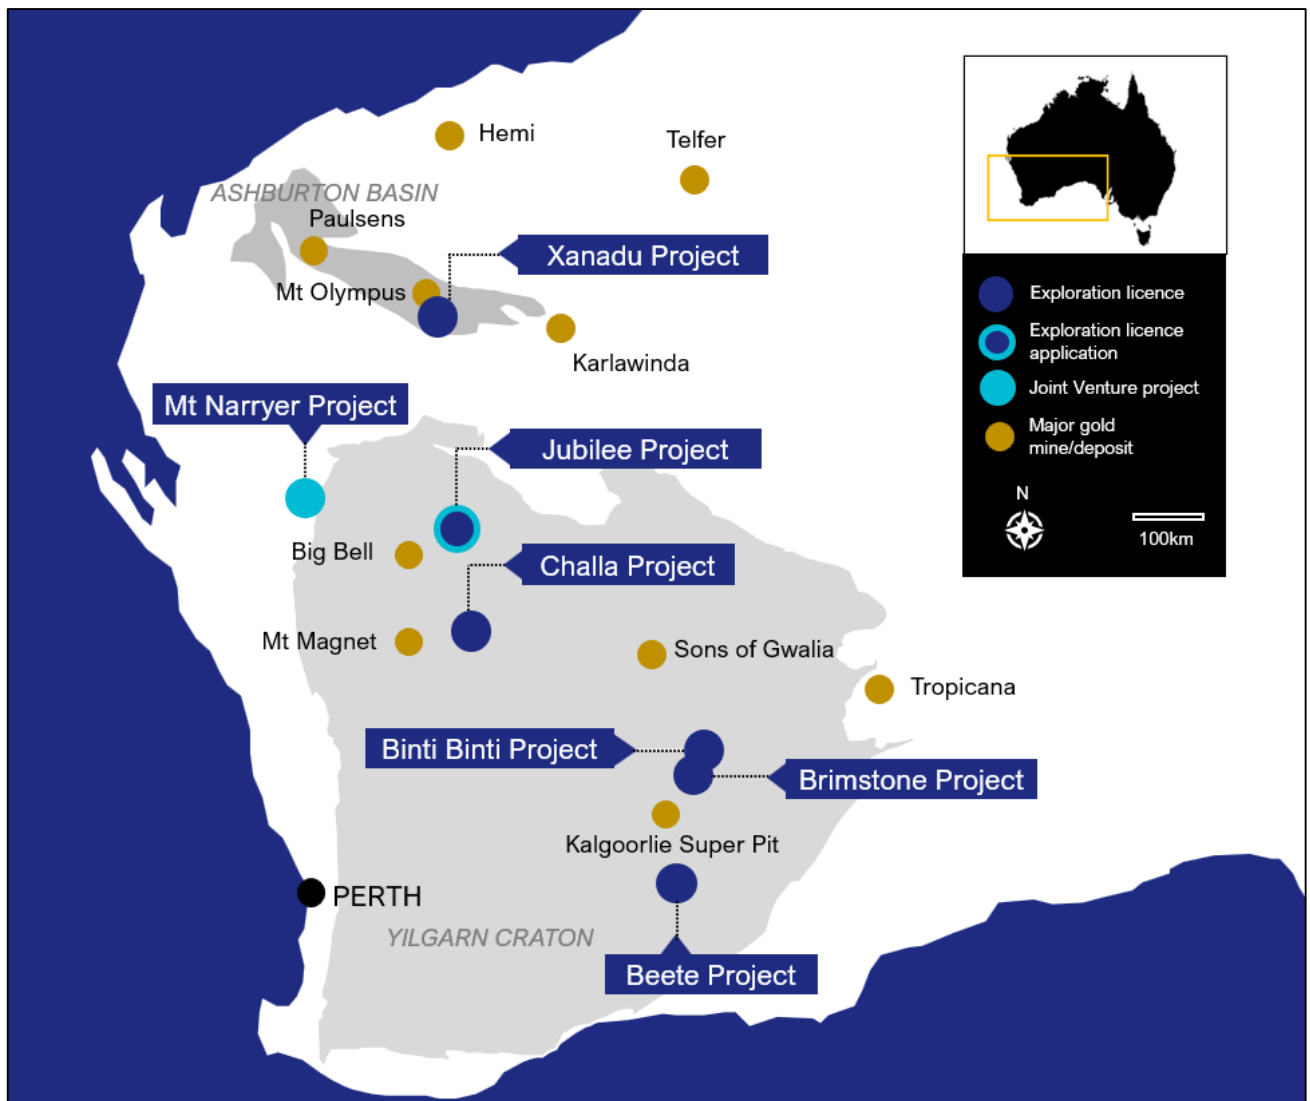 Hemi
Telfer
ASHBURTON BASIN
Paulsens
Xanadu Project
Mt Olympus
Karlawinda
Mt Narryer Project
Jubilee Project
Big Bell
Challa Project
Mt Magnet
Sons of Gwalia
Tropicana
Binti Binti Project
Brimstone Project
Kalgoorlie Super Pit
PERTH
YILGARN CRATON
Beete Project
Exploration licence
Exploration licence
application
Joint Venture project
Major gold
mine/deposit
N
100km